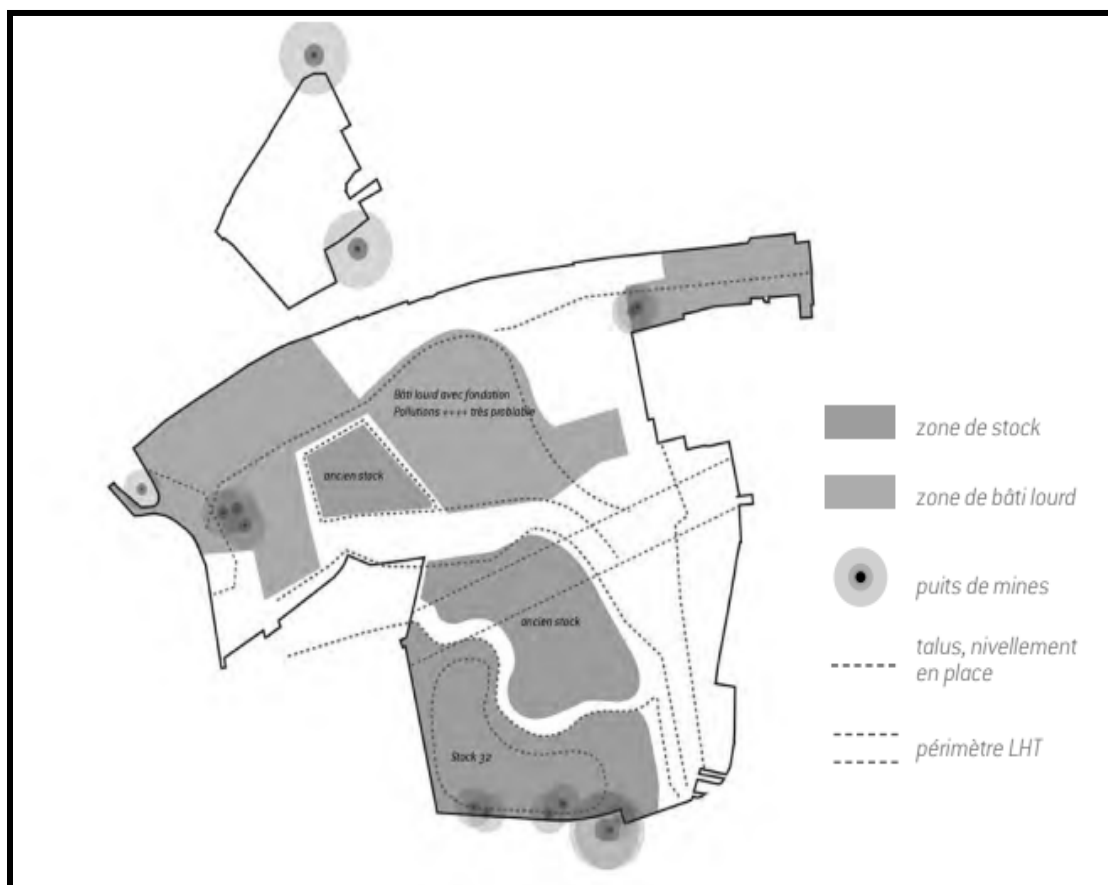 Bâti lourd avec fondation
Pollutions ++++ très problable
ancien stock
ancien stock
Stock 32
zone de stock
zone de bâti lourd
puits de mines
talus, nivellement
en place
périmètre LHT